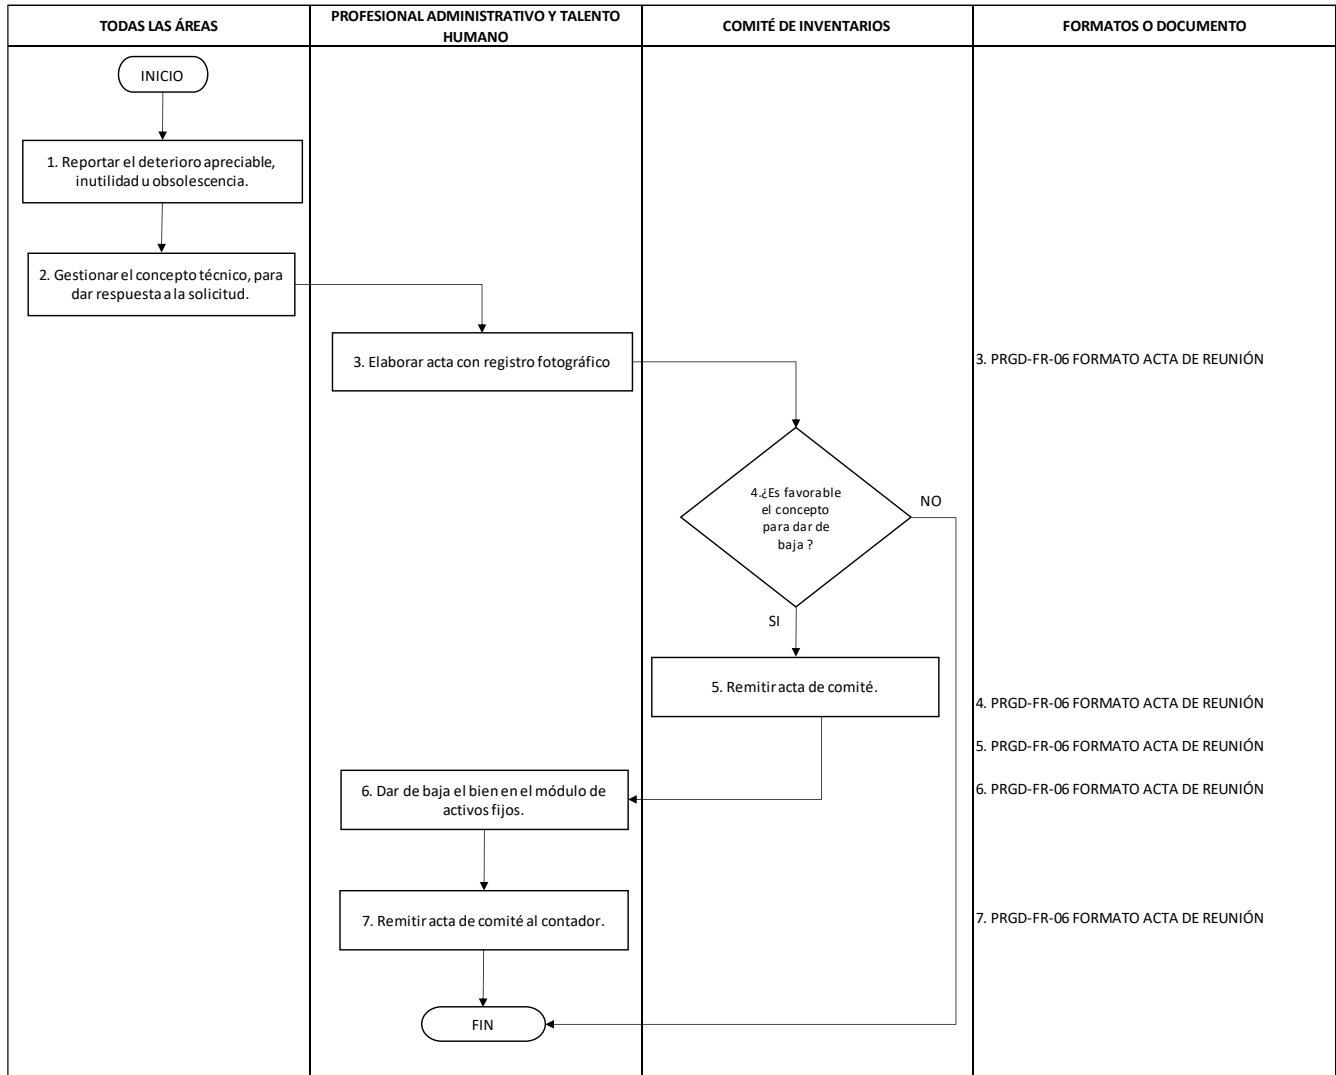 TODAS LAS ÁREAS
PROFESIONAL ADMINISTRATIVO Y TALENTO
HUMANO
COMITÉ DE INVENTARIOS
FORMATOS O DOCUMENTO
INICIO
1. Reportar el deterioro apreciable,
inutilidad u obsolescencia.
2. Gestionar el concepto técnico, para
dar respuesta a la solicitud.
3. Elaborar acta con registro fotográfico
3. PRGD-FR-06 FORMATO ACTA DE REUNIÓN
4.¿Es favorable
el concepto
para dar de
baja ?
NO
SI
5. Remitir acta de comité.
4. PRGD-FR-06 FORMATO ACTA DE REUNIÓN
5. PRGD-FR-06 FORMATO ACTA DE REUNIÓN
6. Dar de baja el bien en el módulo de
activos fijos.
6. PRGD-FR-06 FORMATO ACTA DE REUNIÓN
7. Remitir acta de comité al contador.
7. PRGD-FR-06 FORMATO ACTA DE REUNIÓN
FIN